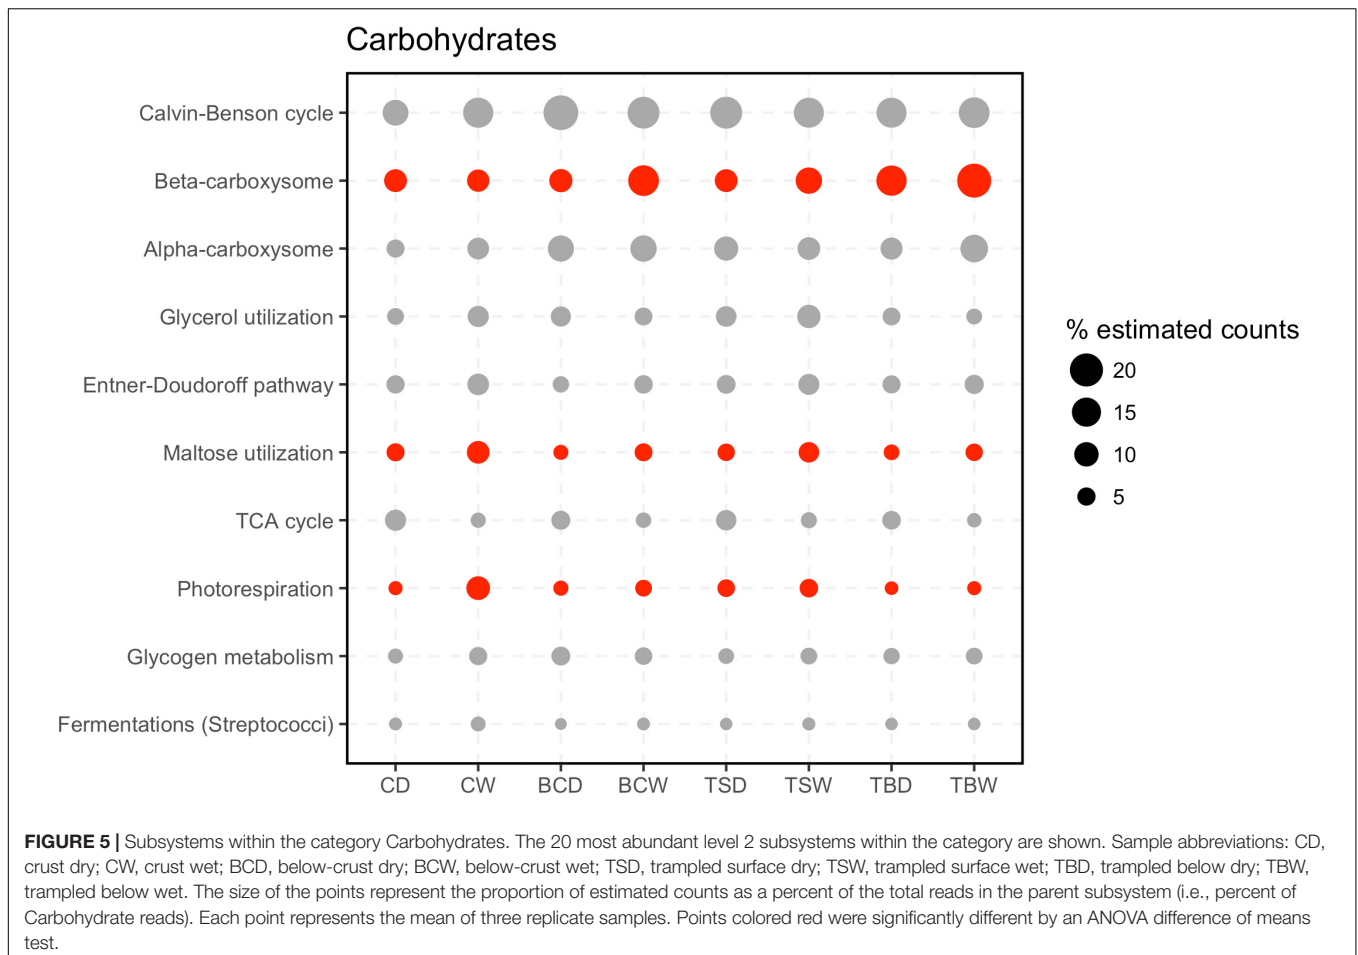 Carbohydrates
Calvin-Benson cycle
Beta-carboxysome
Alpha-carboxysome
Glycerol utilization
Entner-Doudoroff pathway
Maltose utilization
TCA cycle
Photorespiration
Glycogen metabolism
Fermentations (Streptococci)
CD CW BCD BCW TSD TSW TBD TBW
% estimated counts
20
15
10
5
FIGURE 5 | Subsystems within the category Carbohydrates. The 20 most abundant level 2 subsystems within the category are shown. Sample abbreviations: CD,
crust dry; CW, crust wet; BCD, below-crust dry; BCW, below-crust wet; TSD, trampled surface dry; TSW, trampled surface wet; TBD, trampled below dry; TBW,
trampled below wet. The size of the points represent the proportion of estimated counts as a percent of the total reads in the parent subsystem (i.e., percent of
Carbohydrate reads). Each point represents the mean of three replicate samples. Points colored red were significantly different by an ANOVA difference of means
test.